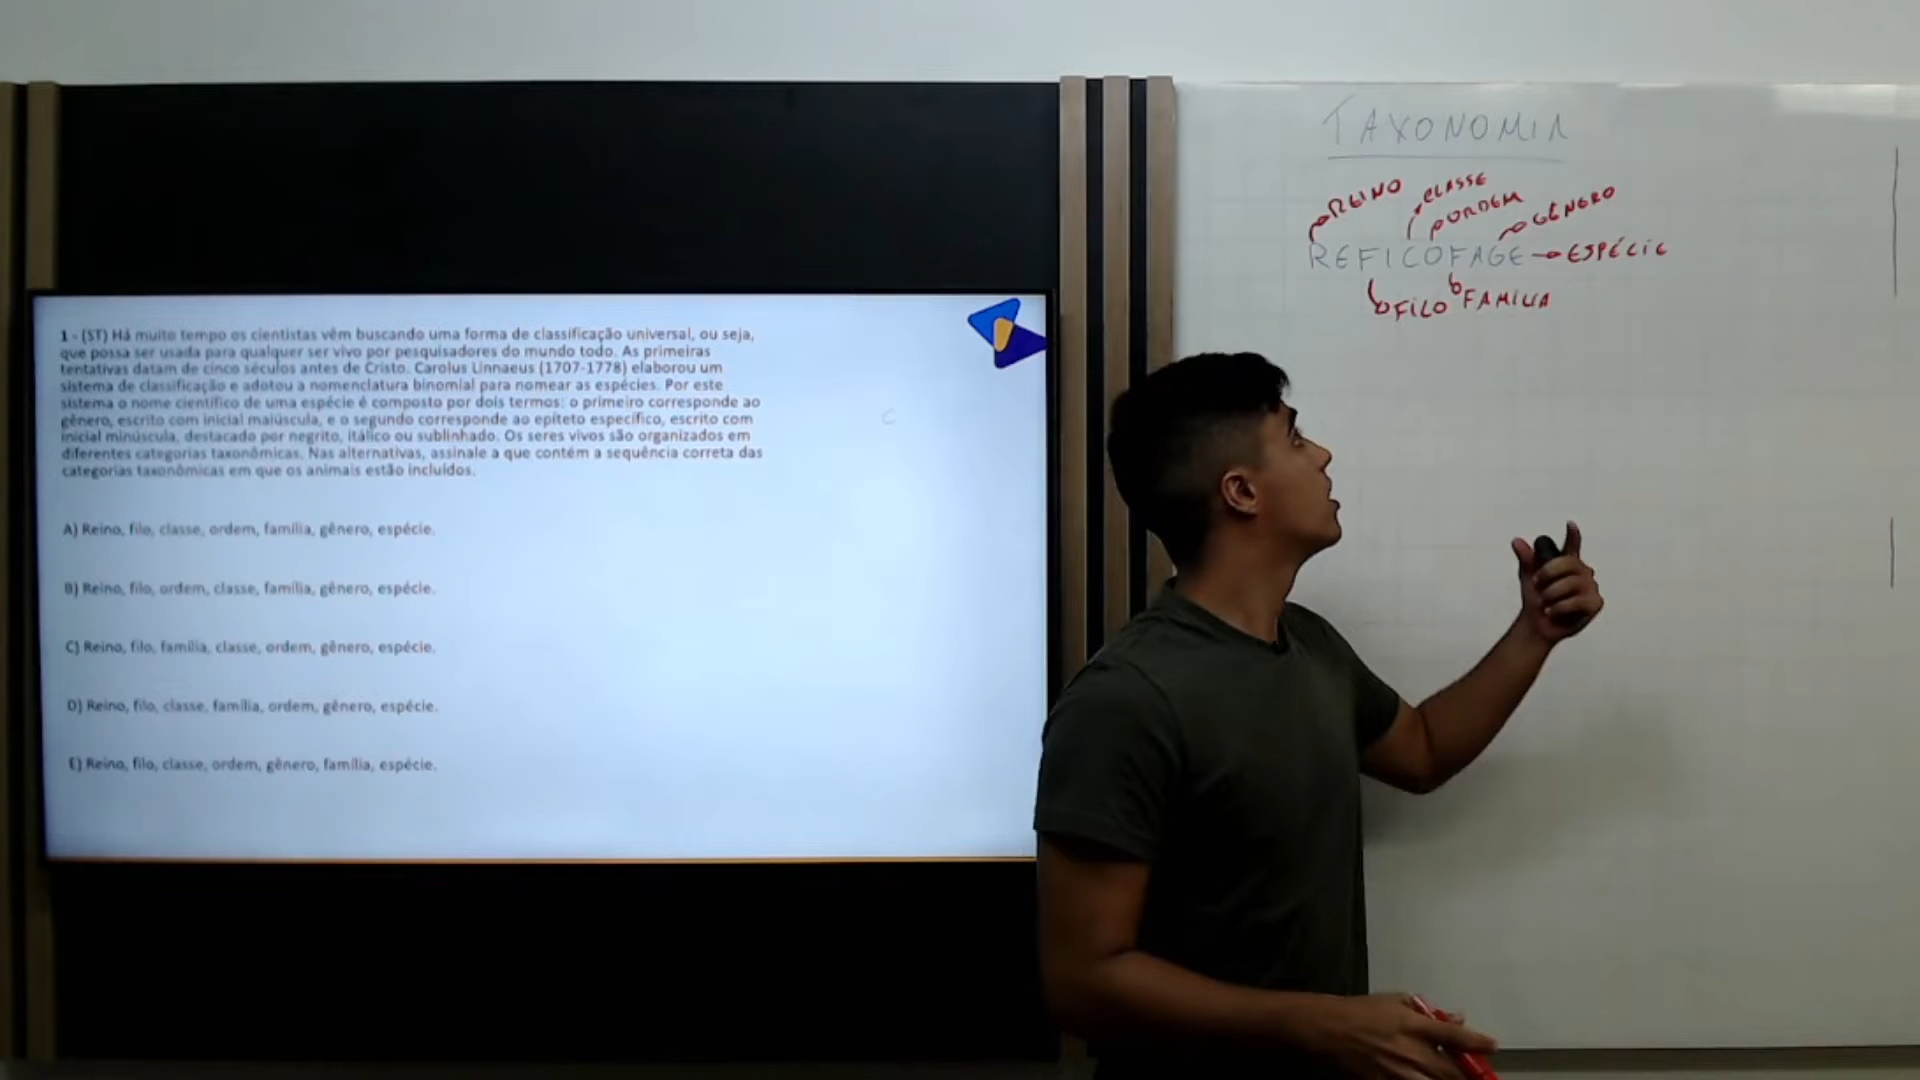 1 - (ST) Há muito tempo os cientistas vêm buscando uma forma de classificação universal, ou seja,
que possa ser usada para qualquer ser vivo por pesquisadores do mundo todo. As primeiras
tentativas datam de cinco séculos antes de Cristo. Carolus Linnaeus (1707-1778) elaborou um
sistema de classificação e adotou a nomenclatura binomial para nomear as espécies. Por este
sistema o nome científico de uma espécie é composto por dois termos: o primeiro corresponde ao
gênero, escrito com inicial maiúscula, e o segundo corresponde ao epíteto específico, escrito com
inicial minúscula, destacado por negrito, itálico ou sublinhado. Os seres vivos são organizados em
diferentes categorias taxonômicas. Nas alternativas, assinale a que contém a sequência correta das
categorias taxonômicas em que os animais estão incluídos.
A) Reino, filo, classe, ordem, família, gênero, espécie.
B) Reino, filo, ordem, classe, família, gênero, espécie.
C) Reino, filo, família, classe, ordem, gênero, espécie.
D) Reino, filo, classe, família, ordem, gênero, espécie.
E) Reino, filo, classe, ordem, gênero, família, espécie.
TAXONOMIA
REINO CLASSE
ORDEM GÊNERO
REFICOFAGE ESPÉCIE
FILO FAMILIA